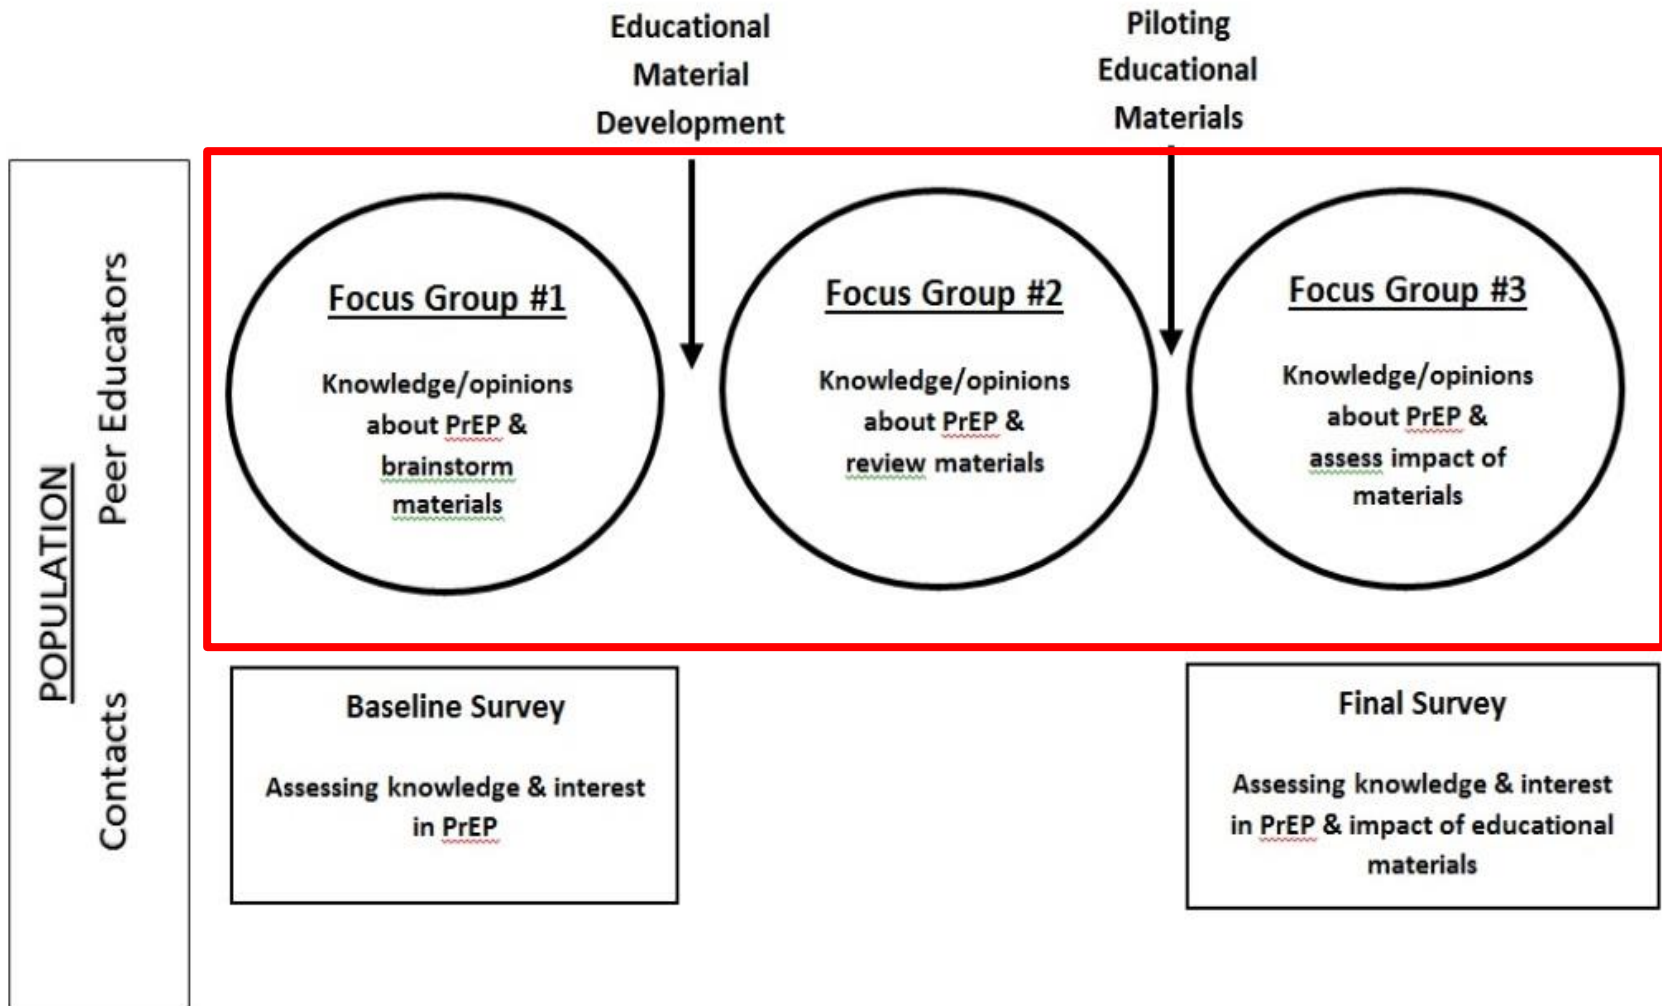 Educational
Material
Development
Piloting
Educational
Materials
POPULATION
Peer Educators
Contacts
Focus Group #1
Knowledge/opinions
about PrEP &
brainstorm
materials
Focus Group #2
Knowledge/opinions
about PrEP &
review materials
Focus Group #3
Knowledge/opinions
about PrEP &
assess impact of
materials
Baseline Survey
Assessing knowledge & interest
in PrEP
Final Survey
Assessing knowledge & interest
in PrEP & impact of educational
materials